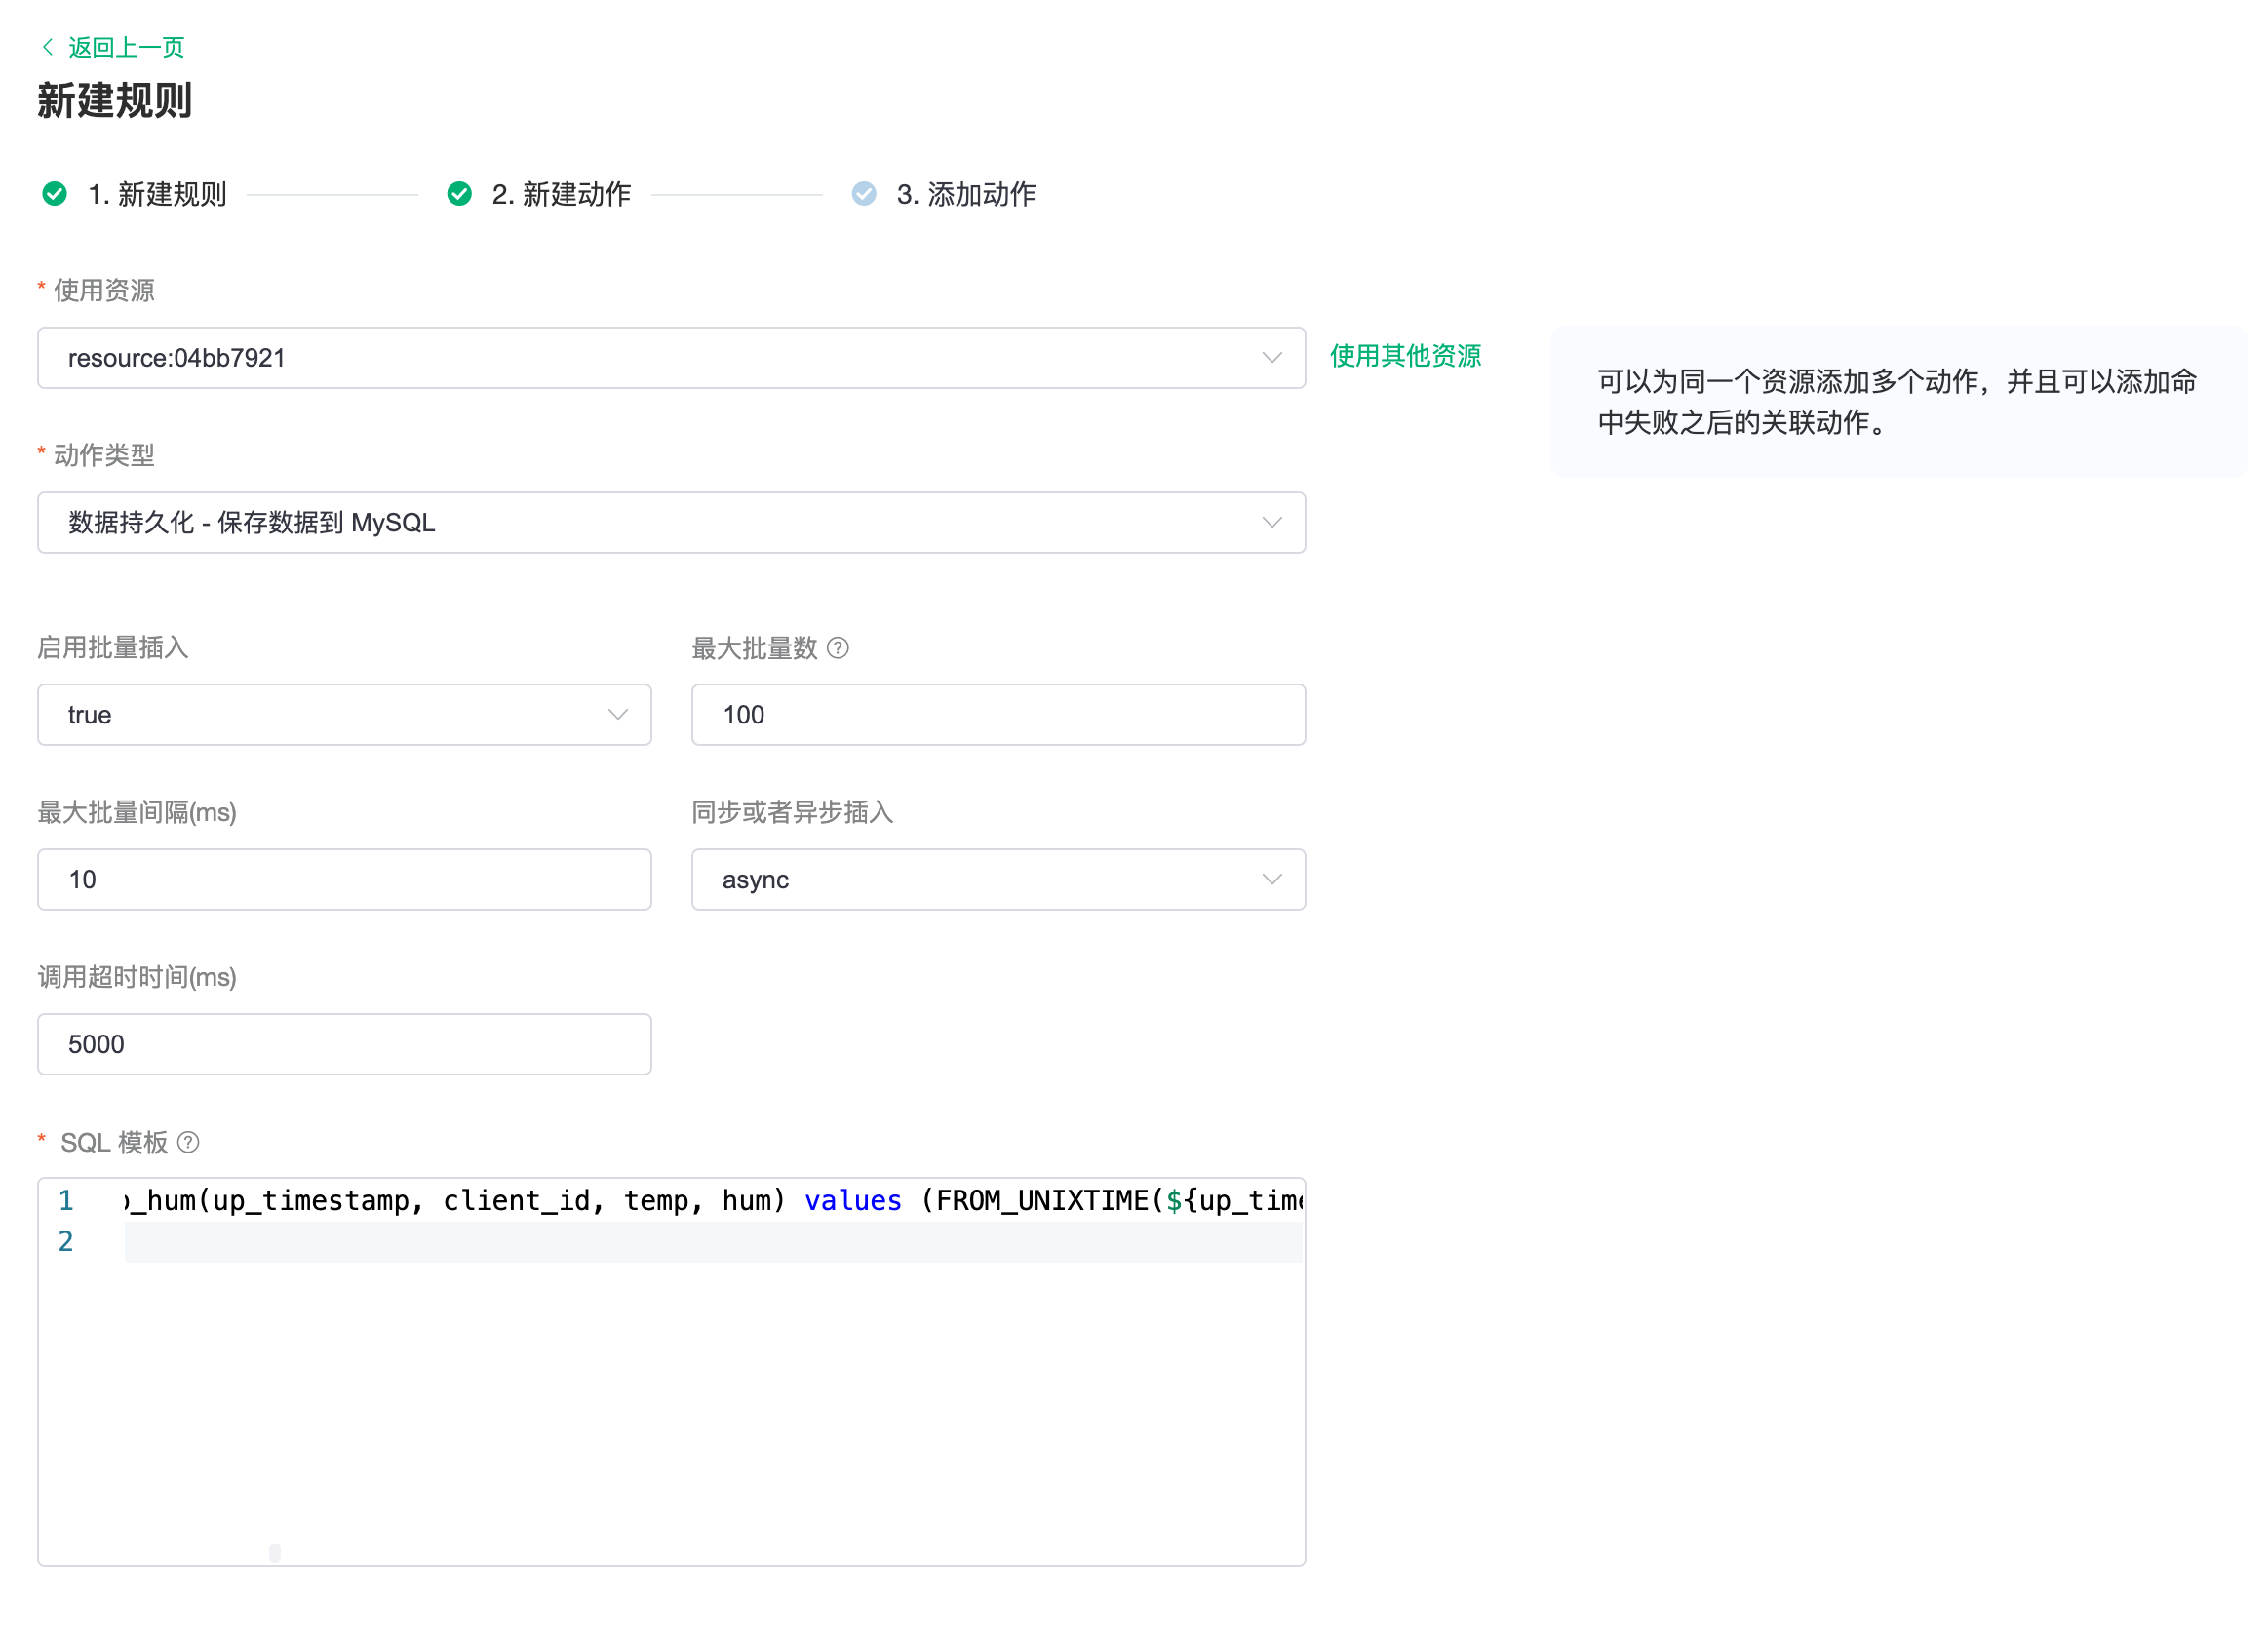 返回上一页
新建规则
1. 新建规则
2. 新建动作
3. 添加动作
* 使用资源
resource:04bb7921
使用其他资源
可以为同一个资源添加多个动作，并且可以添加命
中失败之后的关联动作。
* 动作类型
数据持久化 - 保存数据到 MySQL
启用批量插入
最大批量数
true
100
最大批量间隔(ms)
同步或者异步插入
10
async
调用超时时间(ms)
5000
* SQL 模板
1 _hum(up_timestamp, client_id, temp, hum) values (FROM_UNIXTIME(${up_time
2